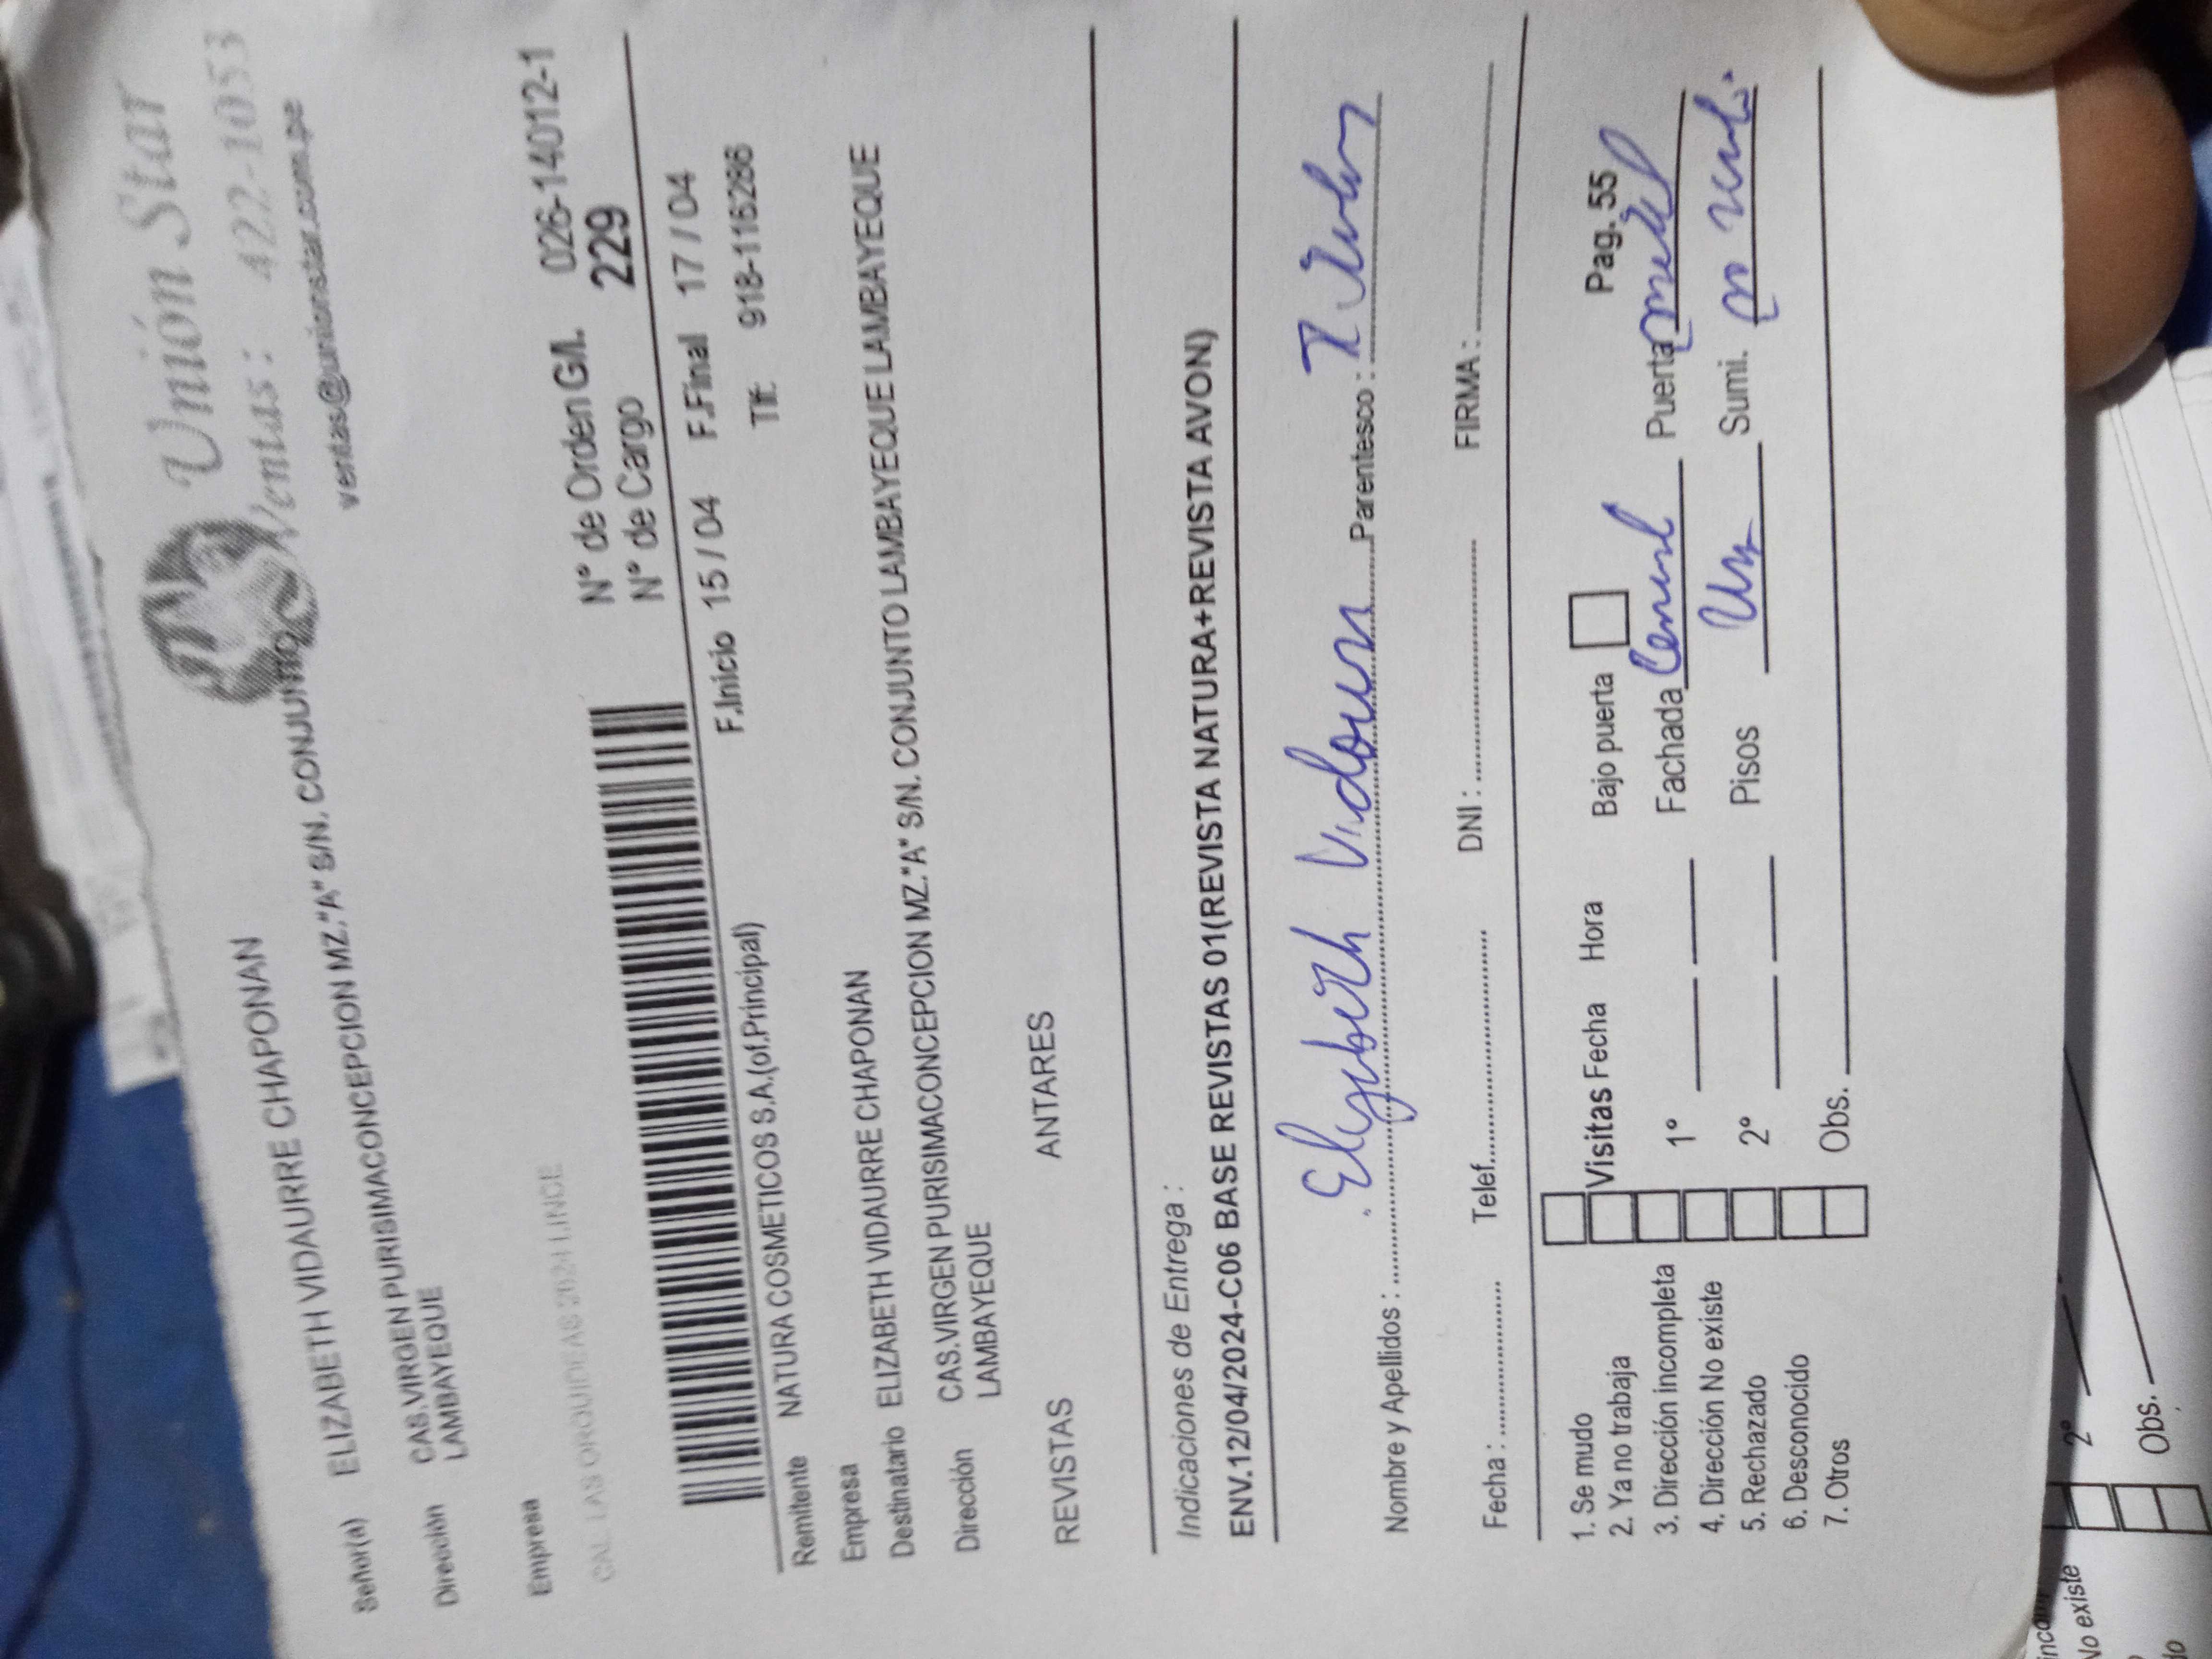 Unión Star
Ventas: 422-1053
ventas@unionstar.com.pe
Señor(a) ELIZABETH VIDAURRE CHAPONAN
Dirección CAS.VIRGEN PURISIMACONCEPCION MZ."A" S/N. CONJUNTO
LAMBAYEQUE
Empresa
CAL LAS ORQUIDEAS LINCE
N° de Orden G/L. 026-14012-1
N° de Cargo 229
F.Inicio 15/04 F.Final 17/04
Remitente NATURA COSMETICOS S.A.(of.Principal) Tlf. 918-116286
Empresa
Destinatario ELIZABETH VIDAURRE CHAPONAN
Dirección CAS.VIRGEN PURISIMACONCEPCION MZ."A" S/N. CONJUNTO LAMBAYEQUE LAMBAYEQUE
LAMBAYEQUE
REVISTAS ANTARES
Indicaciones de Entrega :
ENV.12/04/2024-C06 BASE REVISTAS 01(REVISTA NATURA+REVISTA AVON)
Nombre y Apellidos : Elizabeth Vidaurre Parentesco :
Fecha : Telef. DNI : FIRMA :
1. Se mudo
2. Ya no trabaja
3. Dirección incompleta
4. Dirección No existe
5. Rechazado
6. Desconocido
7. Otros
Visitas Fecha Hora Bajo puerta Pag. 55
1° Fachada Puerta
2° Pisos Sumi.
Obs.
2°
Obs.
No existe